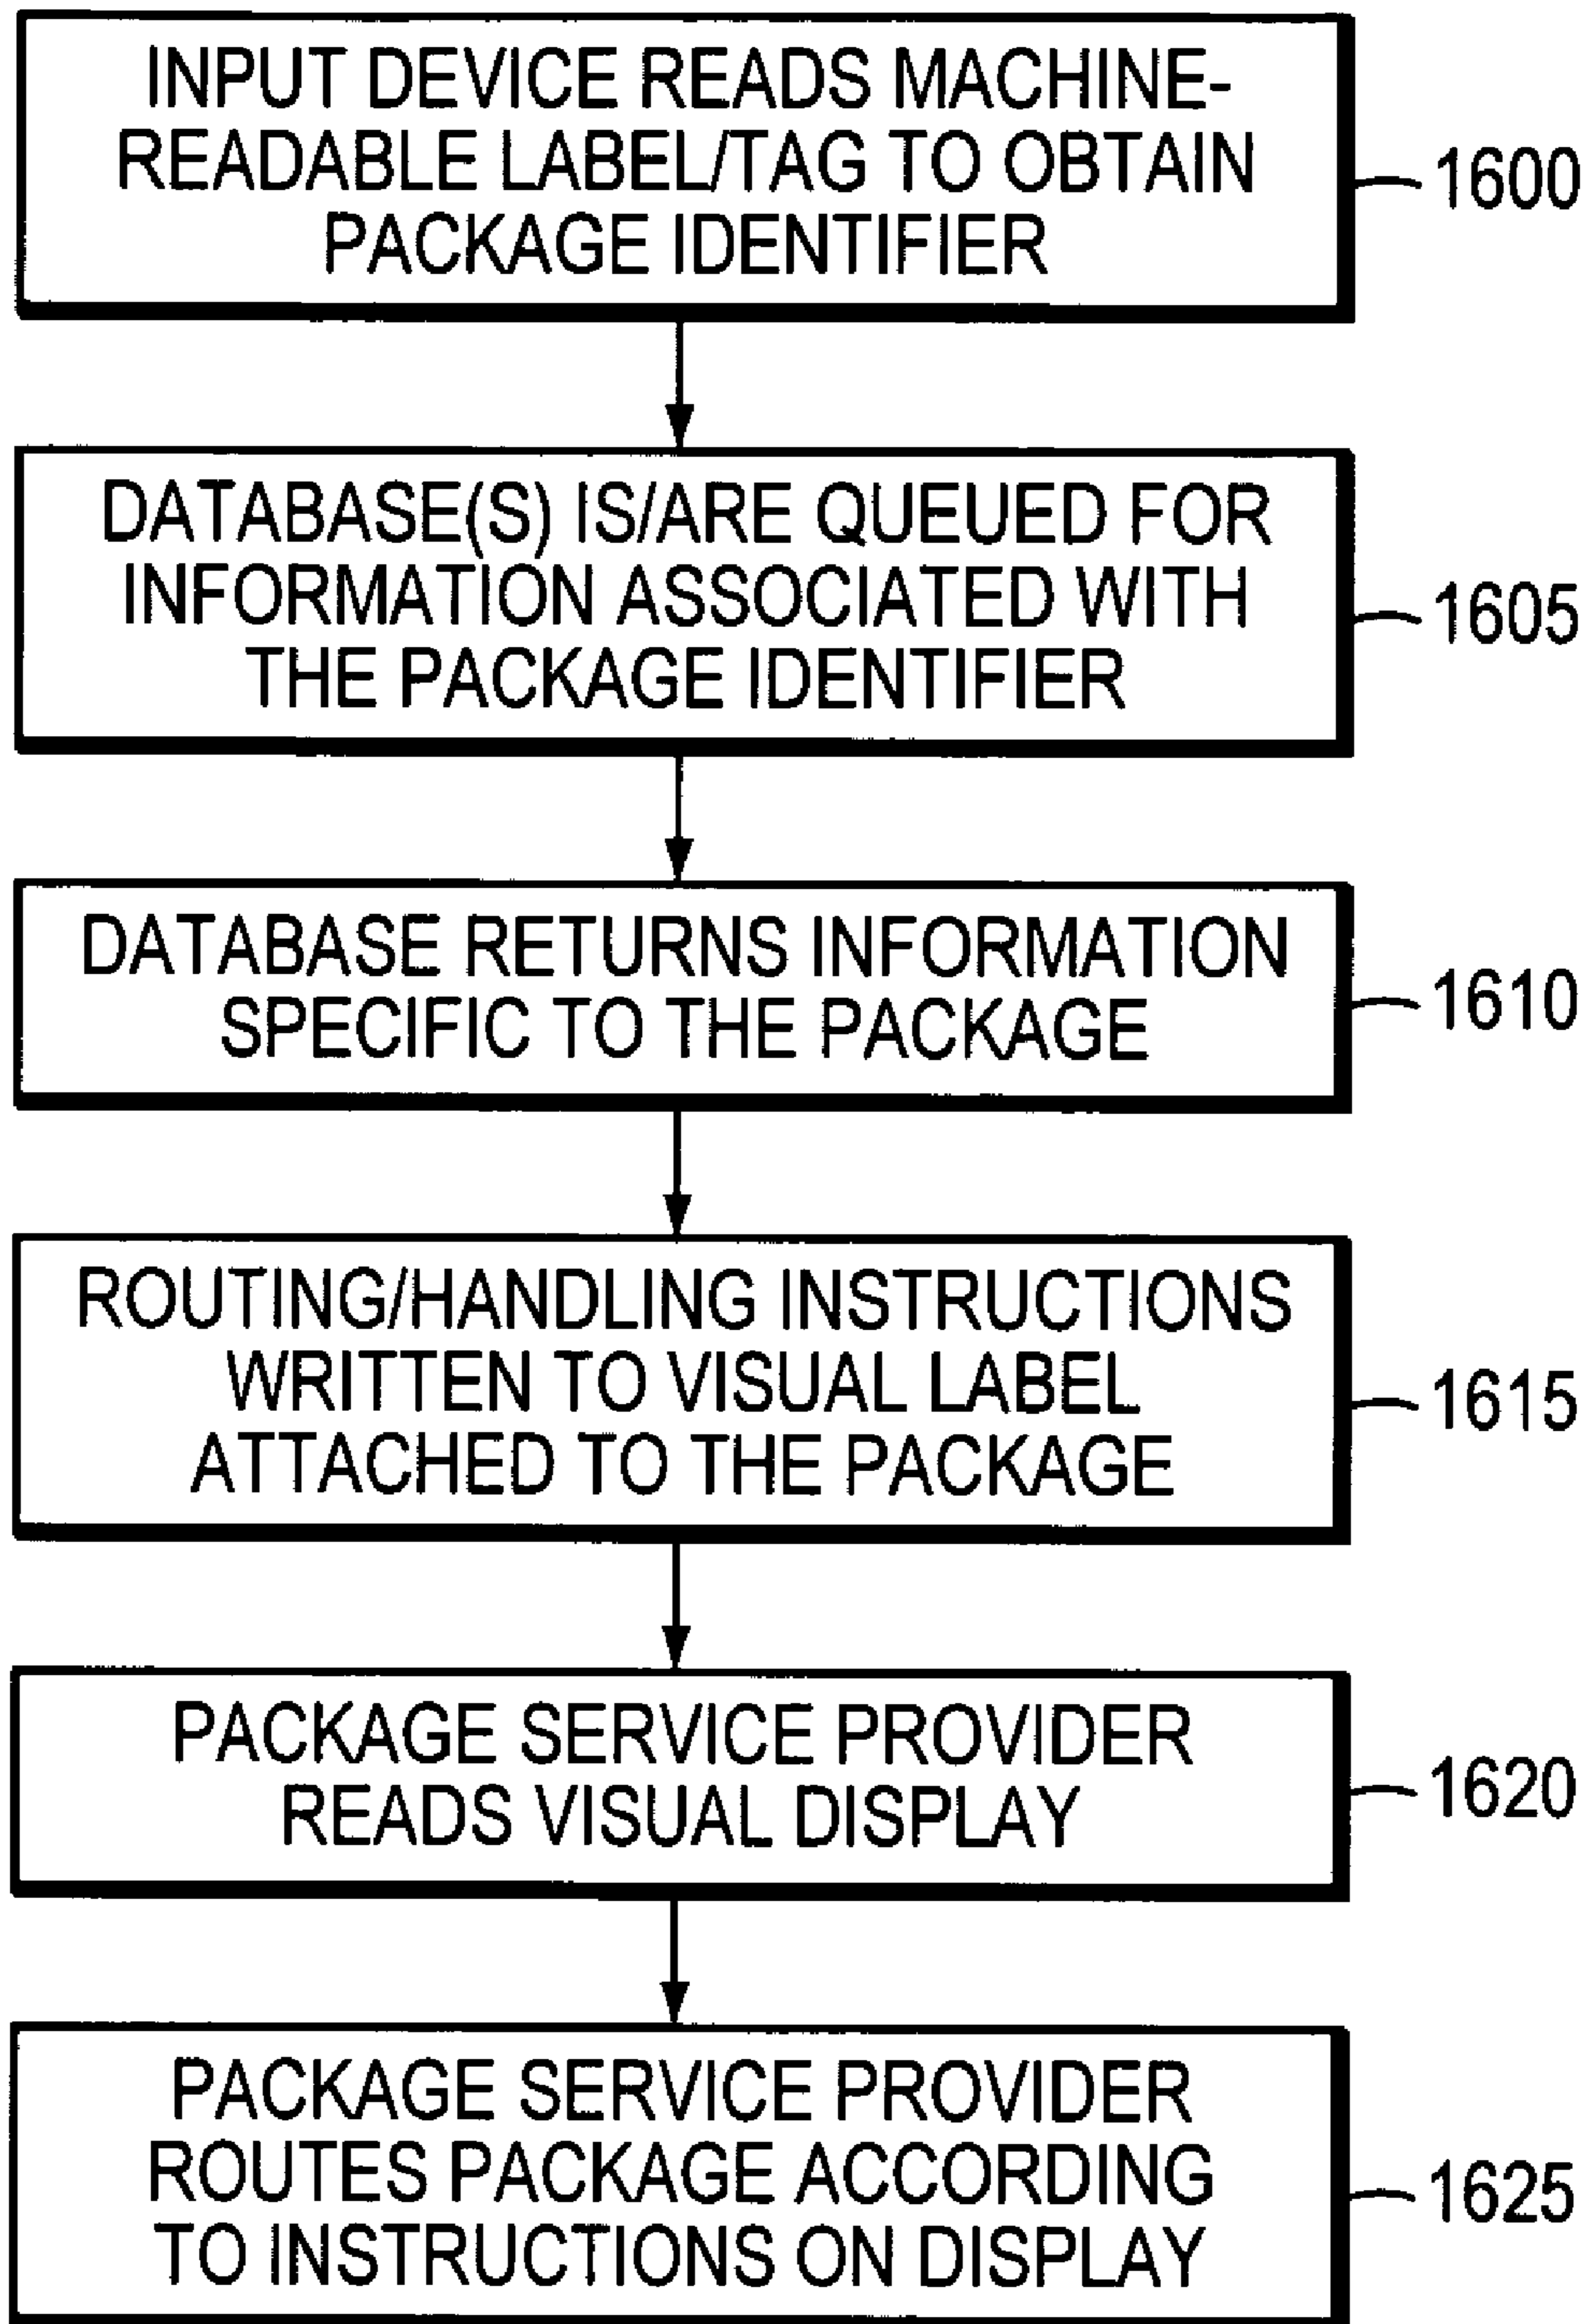 INPUT DEVICE READS MACHINE-
READABLE LABEL/TAG TO OBTAIN
PACKAGE IDENTIFIER
1600
DATABASE(S) IS/ARE QUEUED FOR
INFORMATION ASSOCIATED WITH
THE PACKAGE IDENTIFIER
1605
DATABASE RETURNS INFORMATION
SPECIFIC TO THE PACKAGE
1610
ROUTING/HANDLING INSTRUCTIONS
WRITTEN TO VISUAL LABEL
ATTACHED TO THE PACKAGE
1615
PACKAGE SERVICE PROVIDER
READS VISUAL DISPLAY
1620
PACKAGE SERVICE PROVIDER
ROUTES PACKAGE ACCORDING
TO INSTRUCTIONS ON DISPLAY
1625